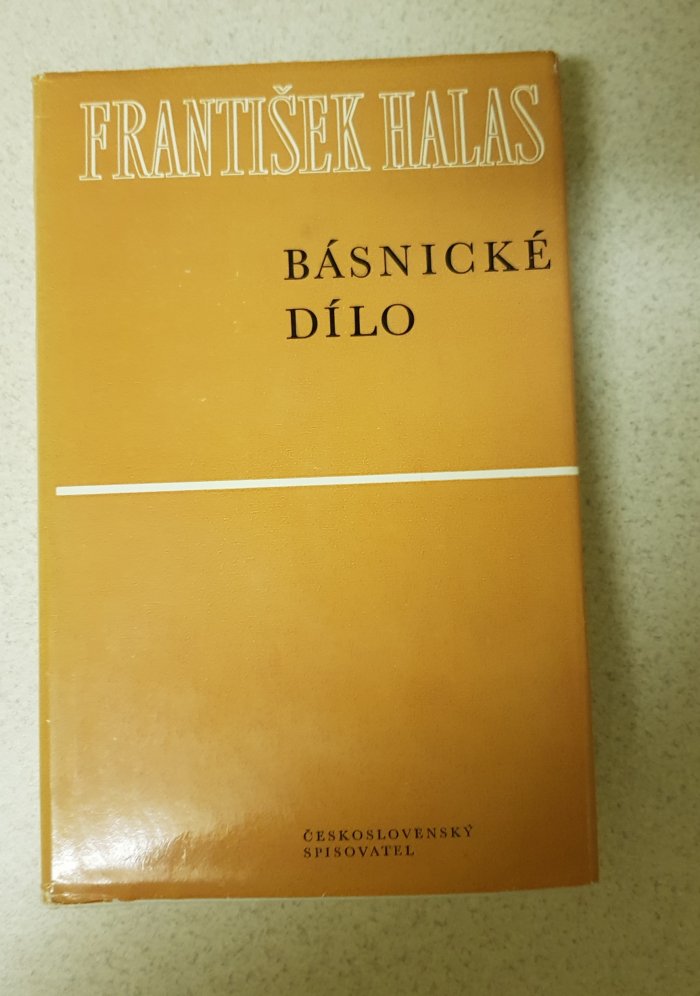 FRANTIŠEK HALAS
BÁSNICKÉ
DÍLO
ČESKOSLOVENSKÝ
SPISOVATEL